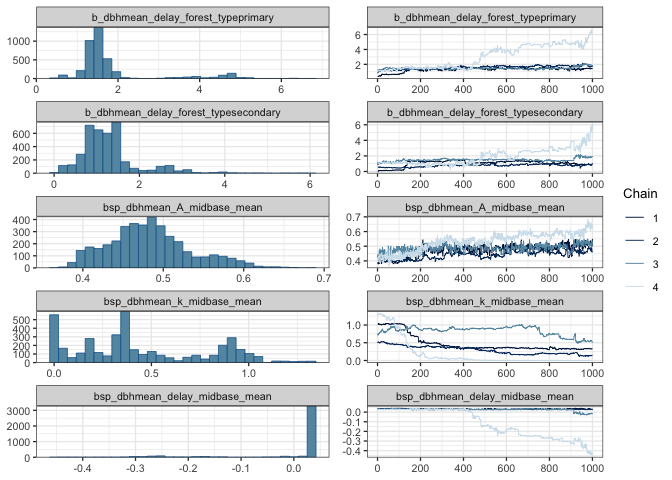 b_dbhmean_delay_forest_typeprimary
1000
500
0
0 2 4 6
b_dbhmean_delay_forest_typeprimary
6
4
2
0 200 400 600 800 1000
b_dbhmean_delay_forest_typesecondary
600
400
200
0
0 2 4 6
b_dbhmean_delay_forest_typesecondary
6
4
2
0
0 200 400 600 800 1000
bsp_dbhmean_A_midbase_mean
400
300
200
100
0
0.4 0.5 0.6 0.7
bsp_dbhmean_A_midbase_mean
0.7
0.6
0.5
0.4
0 200 400 600 800 1000
bsp_dbhmean_k_midbase_mean
500
400
300
200
100
0
0.0 0.5 1.0
bsp_dbhmean_k_midbase_mean
1.0
0.5
0.0
0 200 400 600 800 1000
bsp_dbhmean_delay_midbase_mean
3000
2000
1000
0
-0.4 -0.3 -0.2 -0.1 0.0
bsp_dbhmean_delay_midbase_mean
0.0
-0.1
-0.2
-0.3
-0.4
0 200 400 600 800 1000
Chain
1
2
3
4